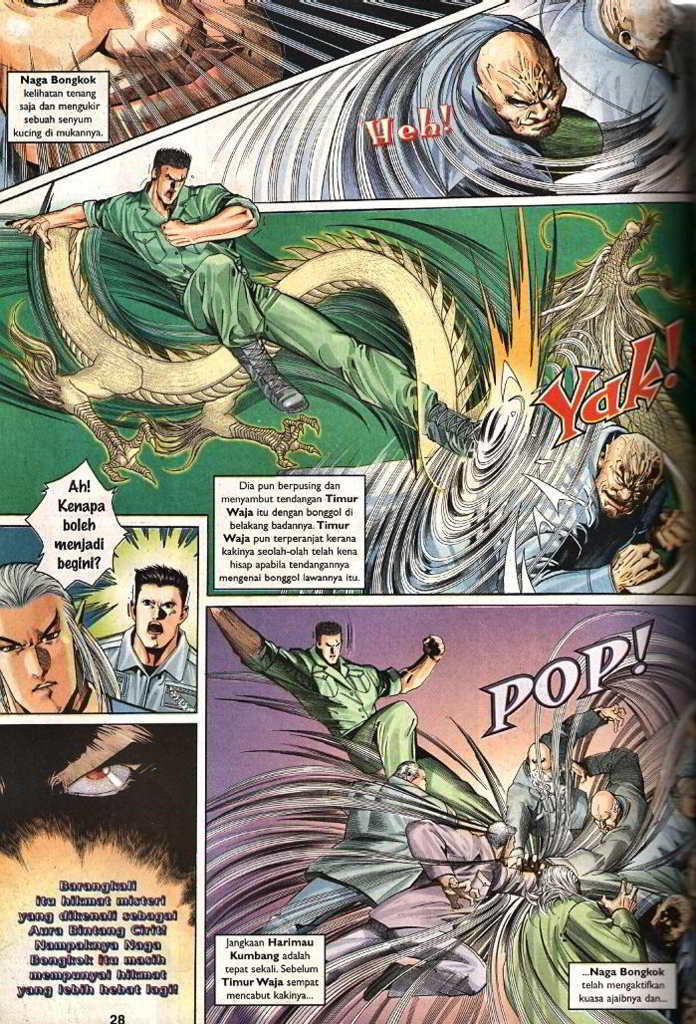 Naga Bongkok
kelihatan tenang
saja dan mengukir
sebuah senyum
kucing di mukannya.
Heh!
Yak!
Dia pun berpusing dan
menyambut tendangan Timur
Waja itu dengan bonggol di
belakang badannya. Timur
Waja pun terperanjat kerana
kakinya seolah-olah telah kena
hisap apabila tendangannya
mengenai bonggol lawannya itu.
Ah!
Kenapa
boleh
menjadi
begini?
POP!
Barangkali
itu hikmat misteri
yang dikenali sebagai
Aura Bintang Cirit!
Nampaknya Naga
Bongkok itu masih
mempunyai hikmat
yang lebih hebat lagi!
Jangkaan Harimau
Kumbang adalah
tepat sekali. Sebelum
Timur Waja sempat
mencabut kakinya...
...Naga Bongkok
telah mengaktifkan
kuasa ajaibnya dan...
28